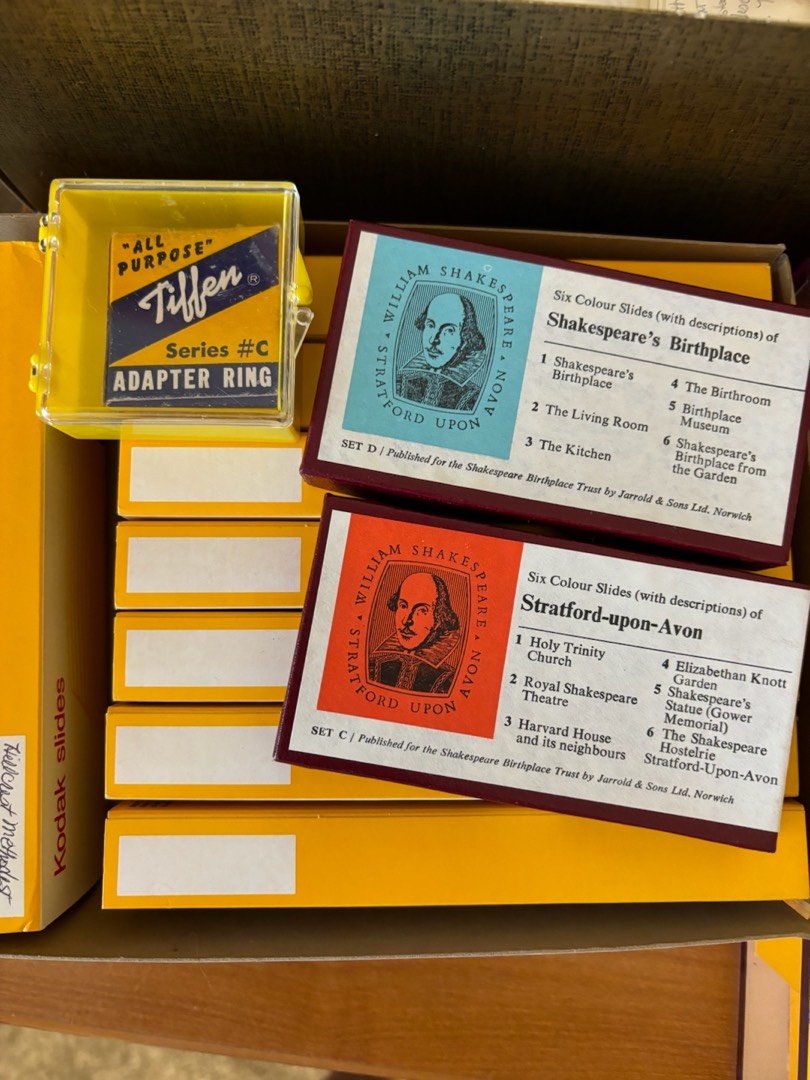 "ALL
PURPOSE"
Tiffen ®
Series #C
ADAPTER RING
WILLIAM SHAKESPEARE
STRATFORD UPON AVON
Six Colour Slides (with descriptions) of
Shakespeare's Birthplace
1 Shakespeare's
Birthplace
2 The Living Room
3 The Kitchen
4 The Birthroom
5 Birthplace
Museum
6 Shakespeare's
Birthplace from
the Garden
SET D / Published for the Shakespeare Birthplace Trust by Jarrold & Sons Ltd. Norwich
WILLIAM SHAKESPEARE
STRATFORD UPON AVON
Six Colour Slides (with descriptions) of
Stratford-upon-Avon
1 Holy Trinity
Church
2 Royal Shakespeare
Theatre
3 Harvard House
and its neighbours
4 Elizabethan Knott
Garden
5 Shakespeare's
Statue (Gower
Memorial)
6 The Shakespeare
Hostelrie
Stratford-Upon-Avon
SET C / Published for the Shakespeare Birthplace Trust by Jarrold & Sons Ltd. Norwich
Kodak slides
Hillcrest Methodist